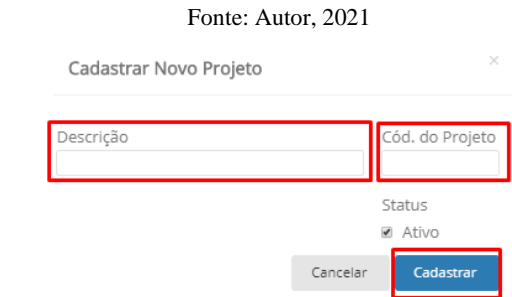 Fonte: Autor, 2021
Cadastrar Novo Projeto ×
Descrição Cód. do Projeto
Status
Ativo
Cancelar Cadastrar